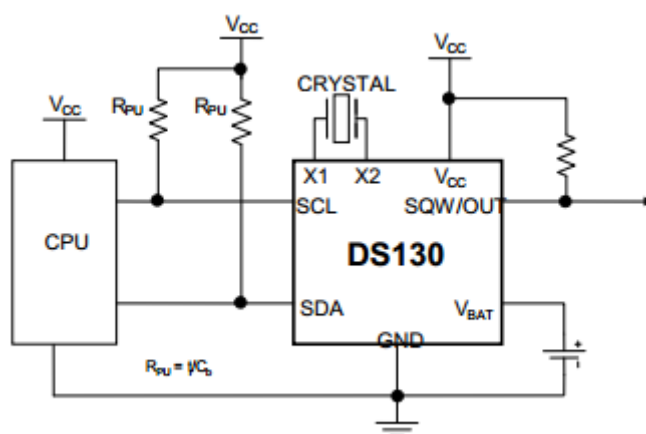 VCC
VCC
VCC
RPU
RPU
CRYSTAL
X1
X2
VCC
SCL
SQW/OUT
CPU
DS130
SDA
VBAT
GND
+
RPU = t/Cb